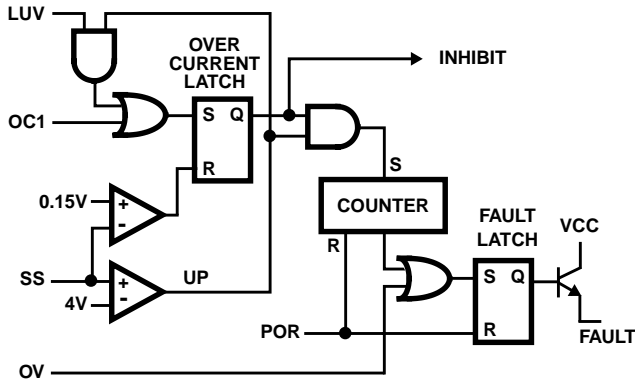 LUV
OVER
CURRENT
LATCH
INHIBIT
OC1
S Q
R
S
0.15V
+
-
COUNTER
R
FAULT
LATCH
VCC
SS
+
-
4V
UP
S Q
R
POR
FAULT
OV